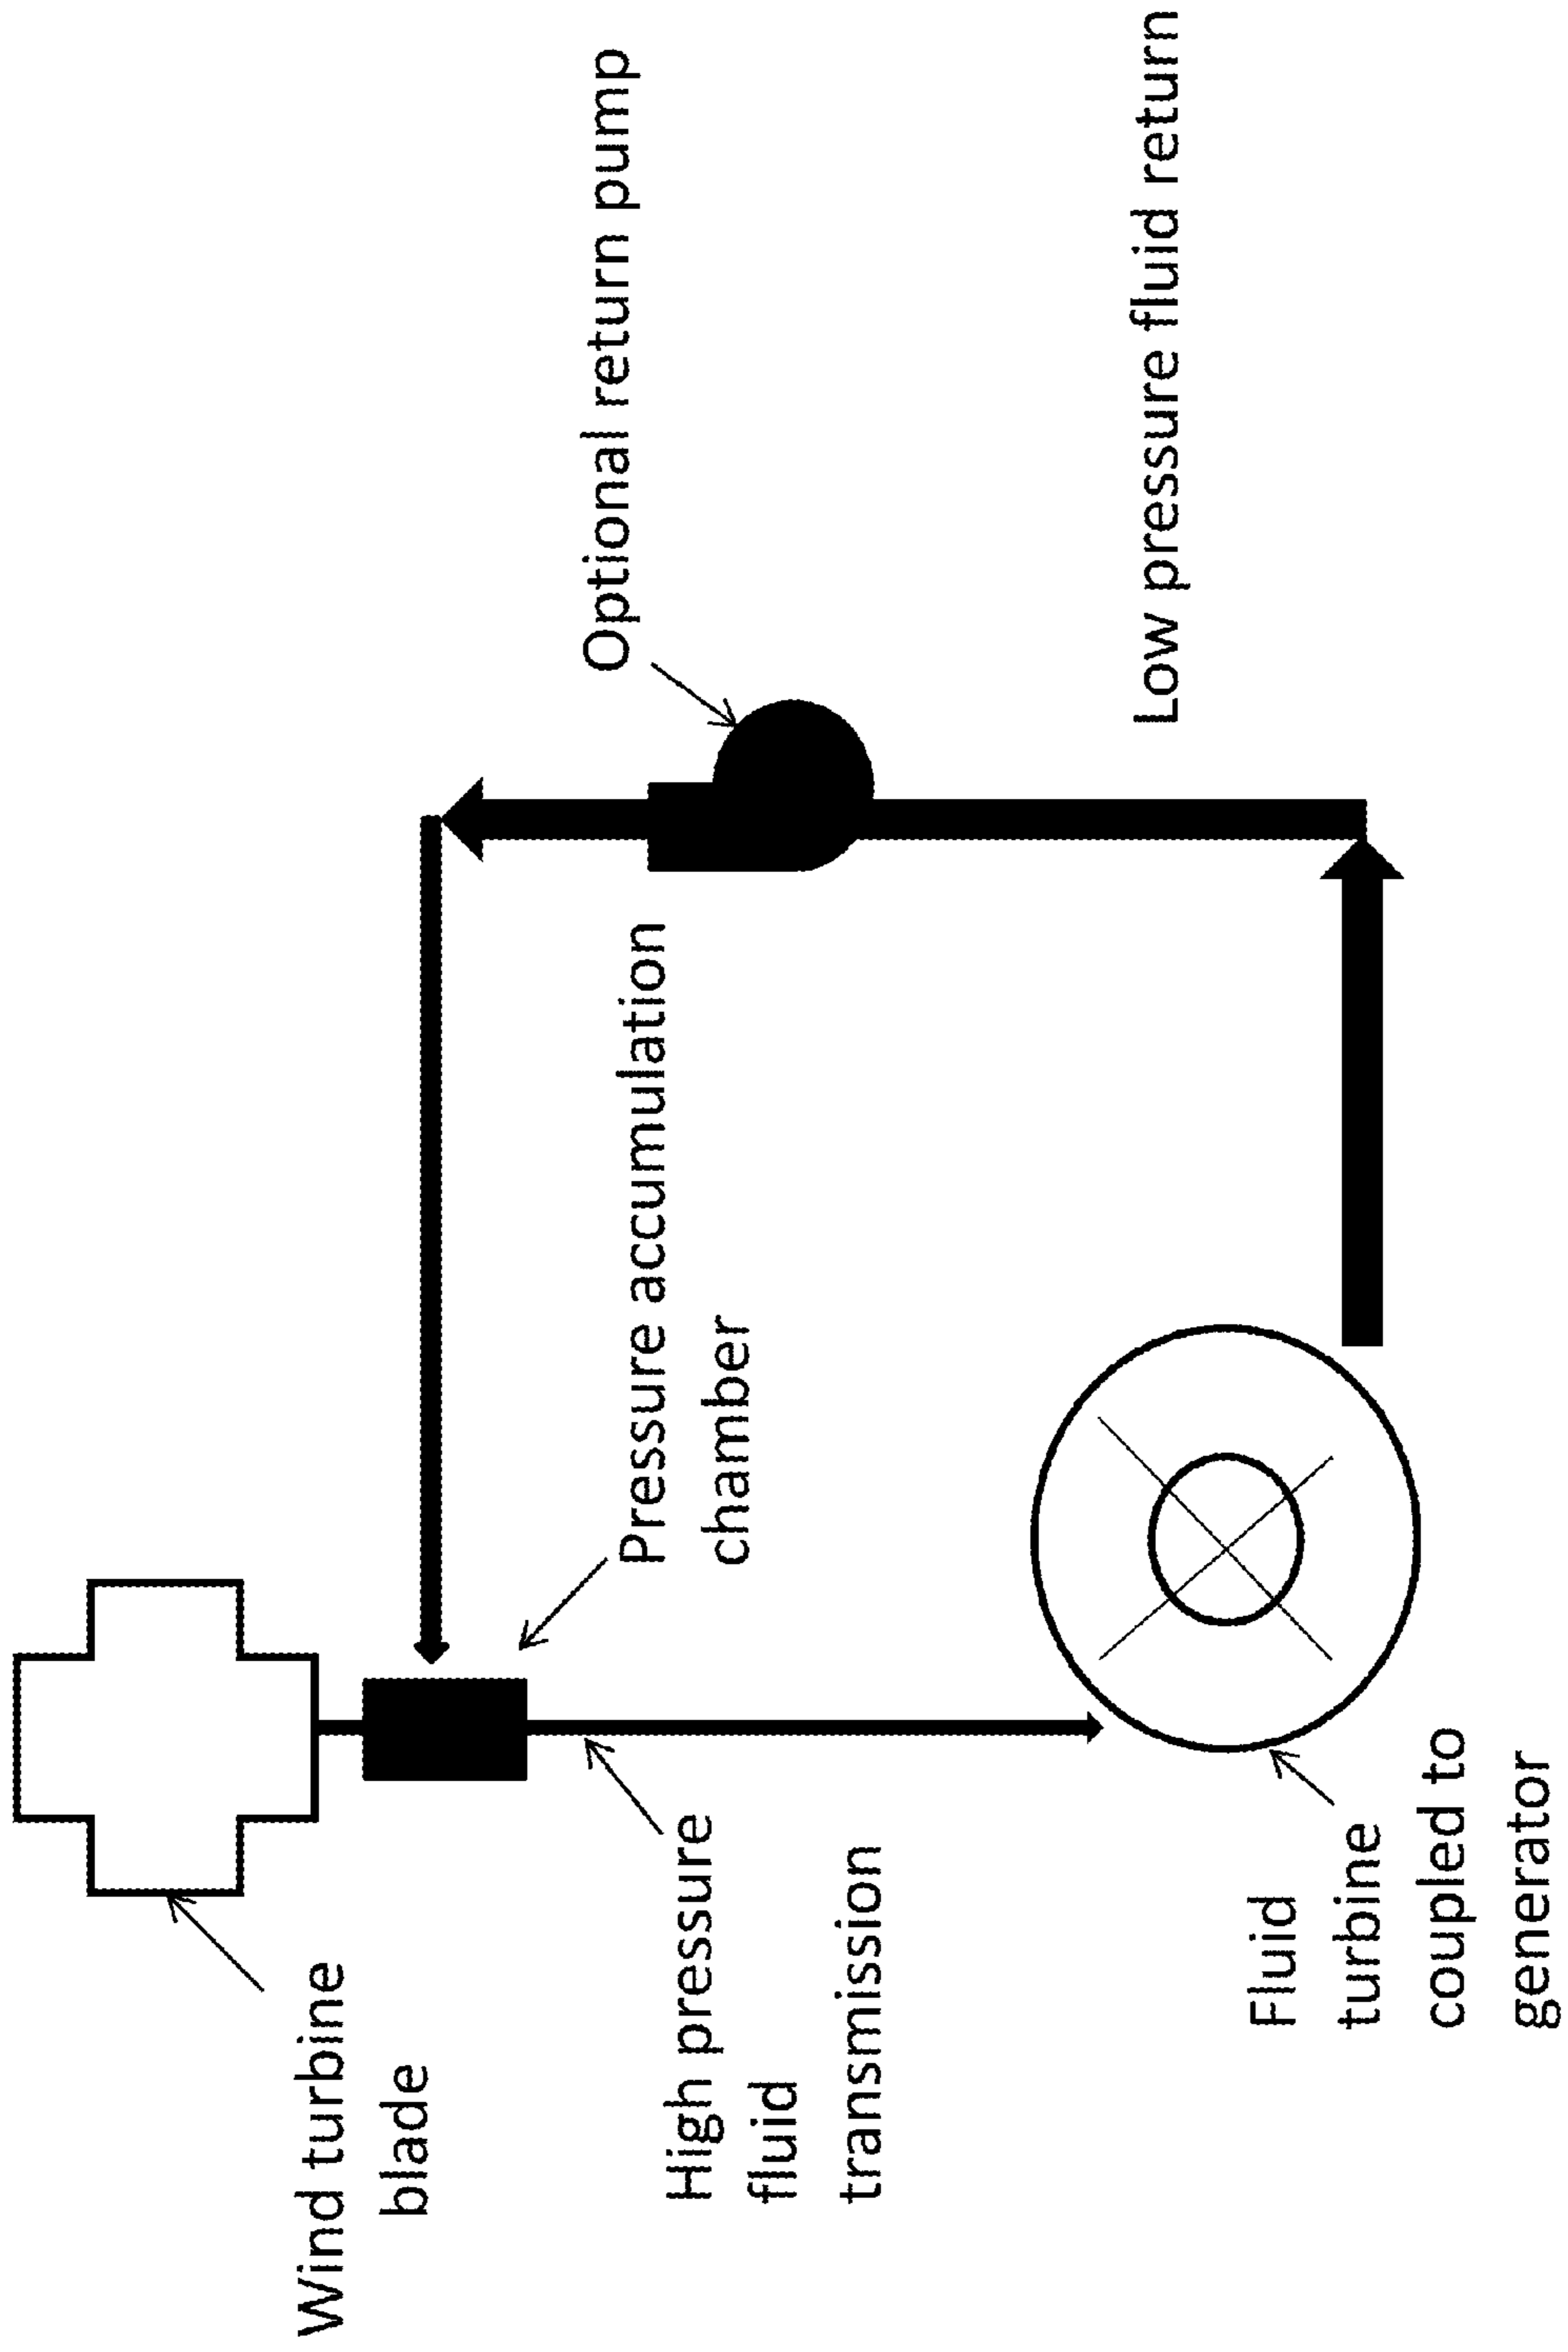 Wind turbine
blade
High pressure
fluid
transmission
Fluid
turbine
coupled to
generator
Pressure accumulation
chamber
Optional return pump
Low pressure fluid return